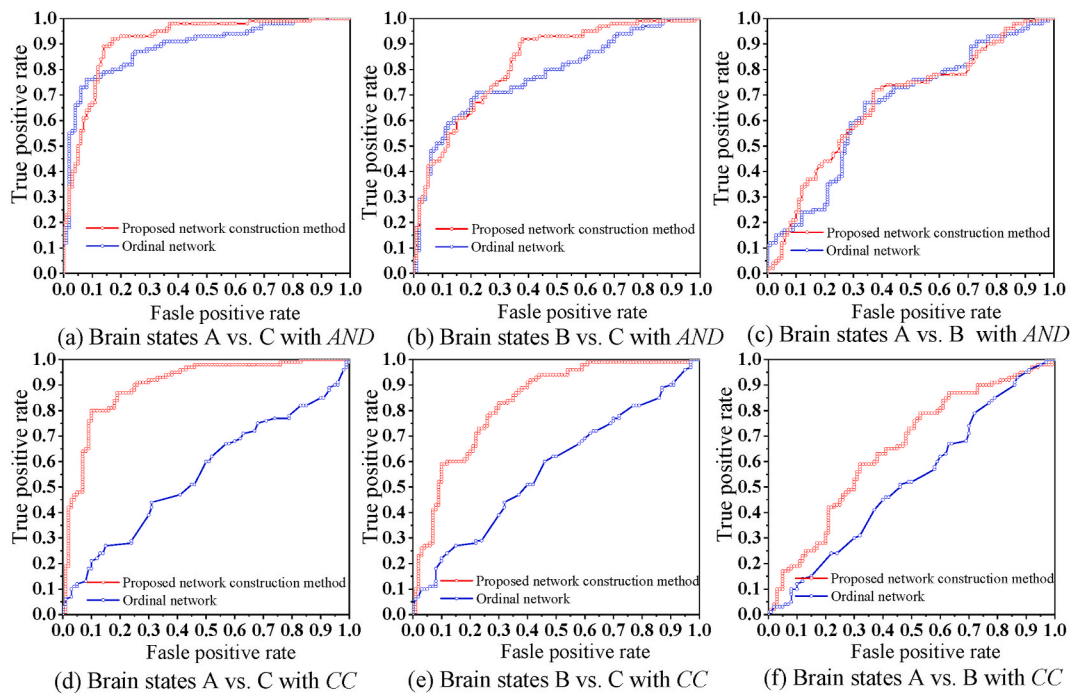 True positive rate
1.0
0.9
0.8
0.7
0.6
0.5
0.4
0.3
0.2
0.1
0.0
Proposed network construction method
Ordinal network
0.0 0.1 0.2 0.3 0.4 0.5 0.6 0.7 0.8 0.9 1.0
Fasle positive rate
(a) Brain states A vs. C with AND
True positive rate
1.0
0.9
0.8
0.7
0.6
0.5
0.4
0.3
0.2
0.1
0.0
Proposed network construction method
Ordinal network
0.0 0.1 0.2 0.3 0.4 0.5 0.6 0.7 0.8 0.9 1.0
Fasle positive rate
(b) Brain states B vs. C with AND
True positive rate
1.0
0.9
0.8
0.7
0.6
0.5
0.4
0.3
0.2
0.1
0.0
Proposed network construction method
Ordinal network
0.0 0.1 0.2 0.3 0.4 0.5 0.6 0.7 0.8 0.9 1.0
Fasle positive rate
(c) Brain states A vs. B with AND
True positive rate
1.0
0.9
0.8
0.7
0.6
0.5
0.4
0.3
0.2
0.1
0.0
Proposed network construction method
Ordinal network
0.0 0.1 0.2 0.3 0.4 0.5 0.6 0.7 0.8 0.9 1.0
Fasle positive rate
(d) Brain states A vs. C with CC
True positive rate
1.0
0.9
0.8
0.7
0.6
0.5
0.4
0.3
0.2
0.1
0.0
Proposed network construction method
Ordinal network
0.0 0.1 0.2 0.3 0.4 0.5 0.6 0.7 0.8 0.9 1.0
Fasle positive rate
(e) Brain states B vs. C with CC
True positive rate
1.0
0.9
0.8
0.7
0.6
0.5
0.4
0.3
0.2
0.1
0.0
Proposed network construction method
Ordinal network
0.0 0.1 0.2 0.3 0.4 0.5 0.6 0.7 0.8 0.9 1.0
Fasle positive rate
(f) Brain states A vs. B with CC